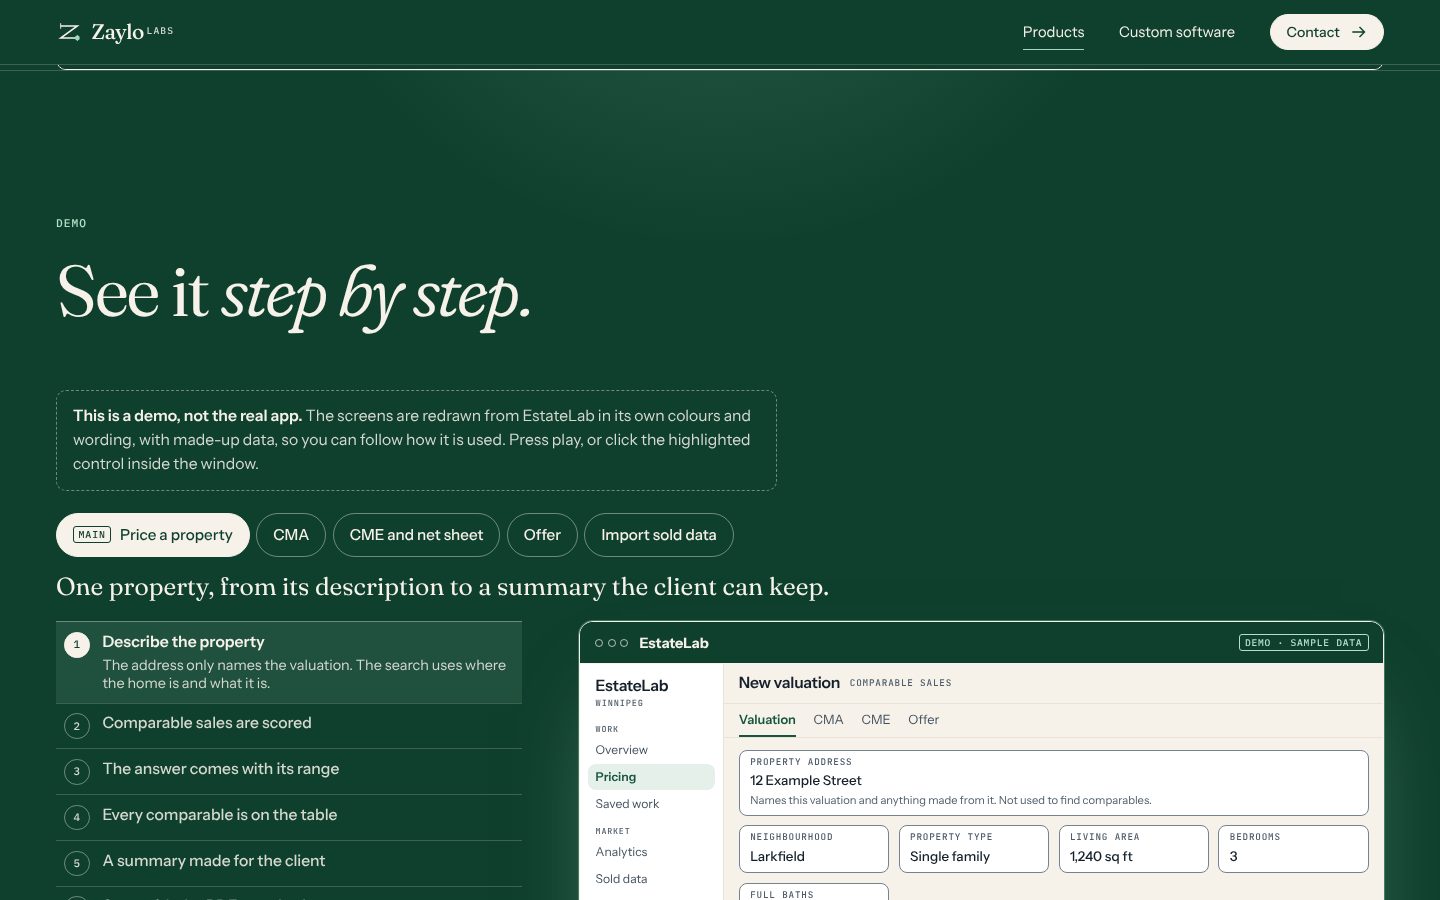 Zaylo LABS
Products
Custom software
Contact
DEMO
See it step by step.
This is a demo, not the real app. The screens are redrawn from EstateLab in its own colours and
wording, with made-up data, so you can follow how it is used. Press play, or click the highlighted
control inside the window.
MAIN Price a property
CMA
CME and net sheet
Offer
Import sold data
One property, from its description to a summary the client can keep.
1 Describe the property
The address only names the valuation. The search uses where
the home is and what it is.
2 Comparable sales are scored
3 The answer comes with its range
4 Every comparable is on the table
5 A summary made for the client
EstateLab
DEMO · SAMPLE DATA
EstateLab
WINNIPEG
WORK
Overview
Pricing
Saved work
MARKET
Analytics
Sold data
New valuation COMPARABLE SALES
Valuation CMA CME Offer
PROPERTY ADDRESS
12 Example Street
Names this valuation and anything made from it. Not used to find comparables.
NEIGHBOURHOOD
Larkfield
PROPERTY TYPE
Single family
LIVING AREA
1,240 sq ft
BEDROOMS
3
FULL BATHS